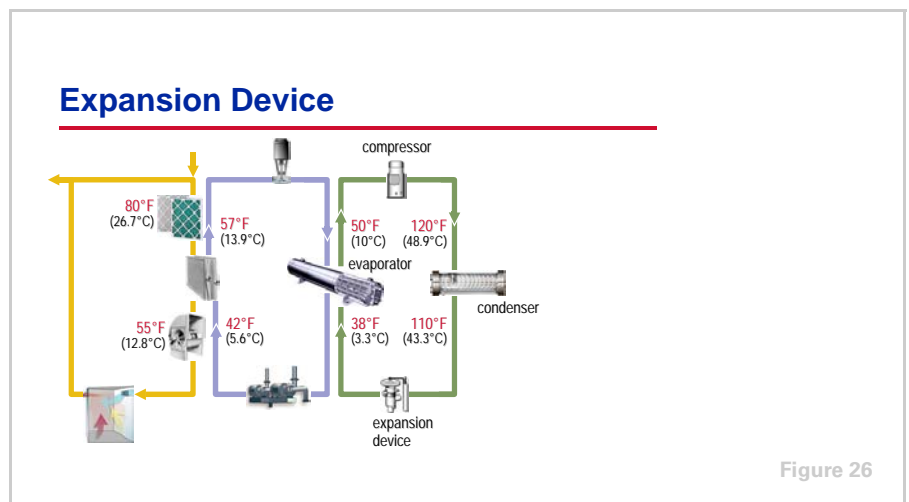 Expansion Device
compressor
80°F
(26.7°C)
57°F
(13.9°C)
50°F
(10°C)
120°F
(48.9°C)
evaporator
condenser
55°F
(12.8°C)
42°F
(5.6°C)
38°F
(3.3°C)
110°F
(43.3°C)
expansion
device
Figure 26